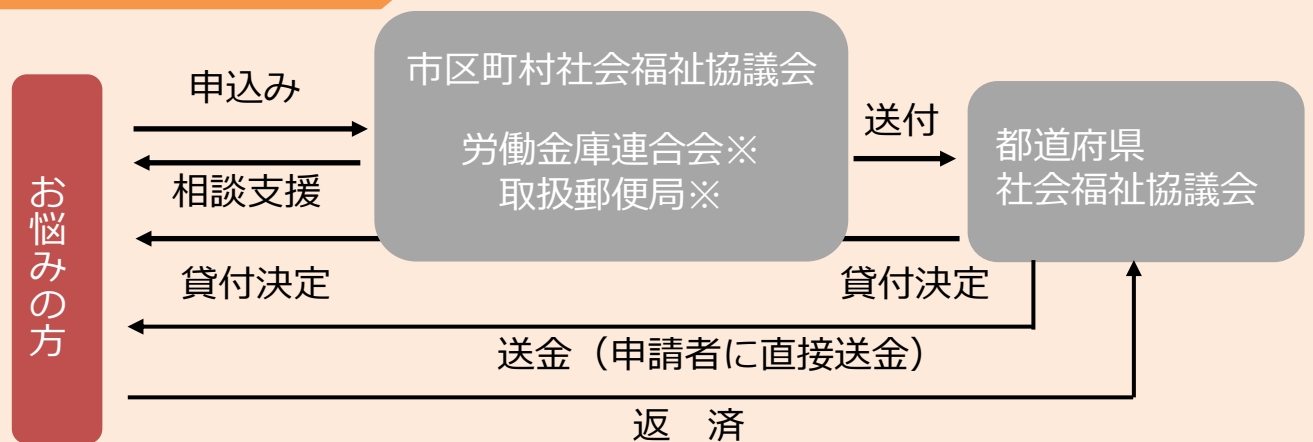 市区町村社会福祉協議会
労働金庫連合会※
取扱郵便局※
申込み
相談支援
送付
都道府県
社会福祉協議会
お悩みの方
貸付決定
貸付決定
送金（申請者に直接送金）
返　済